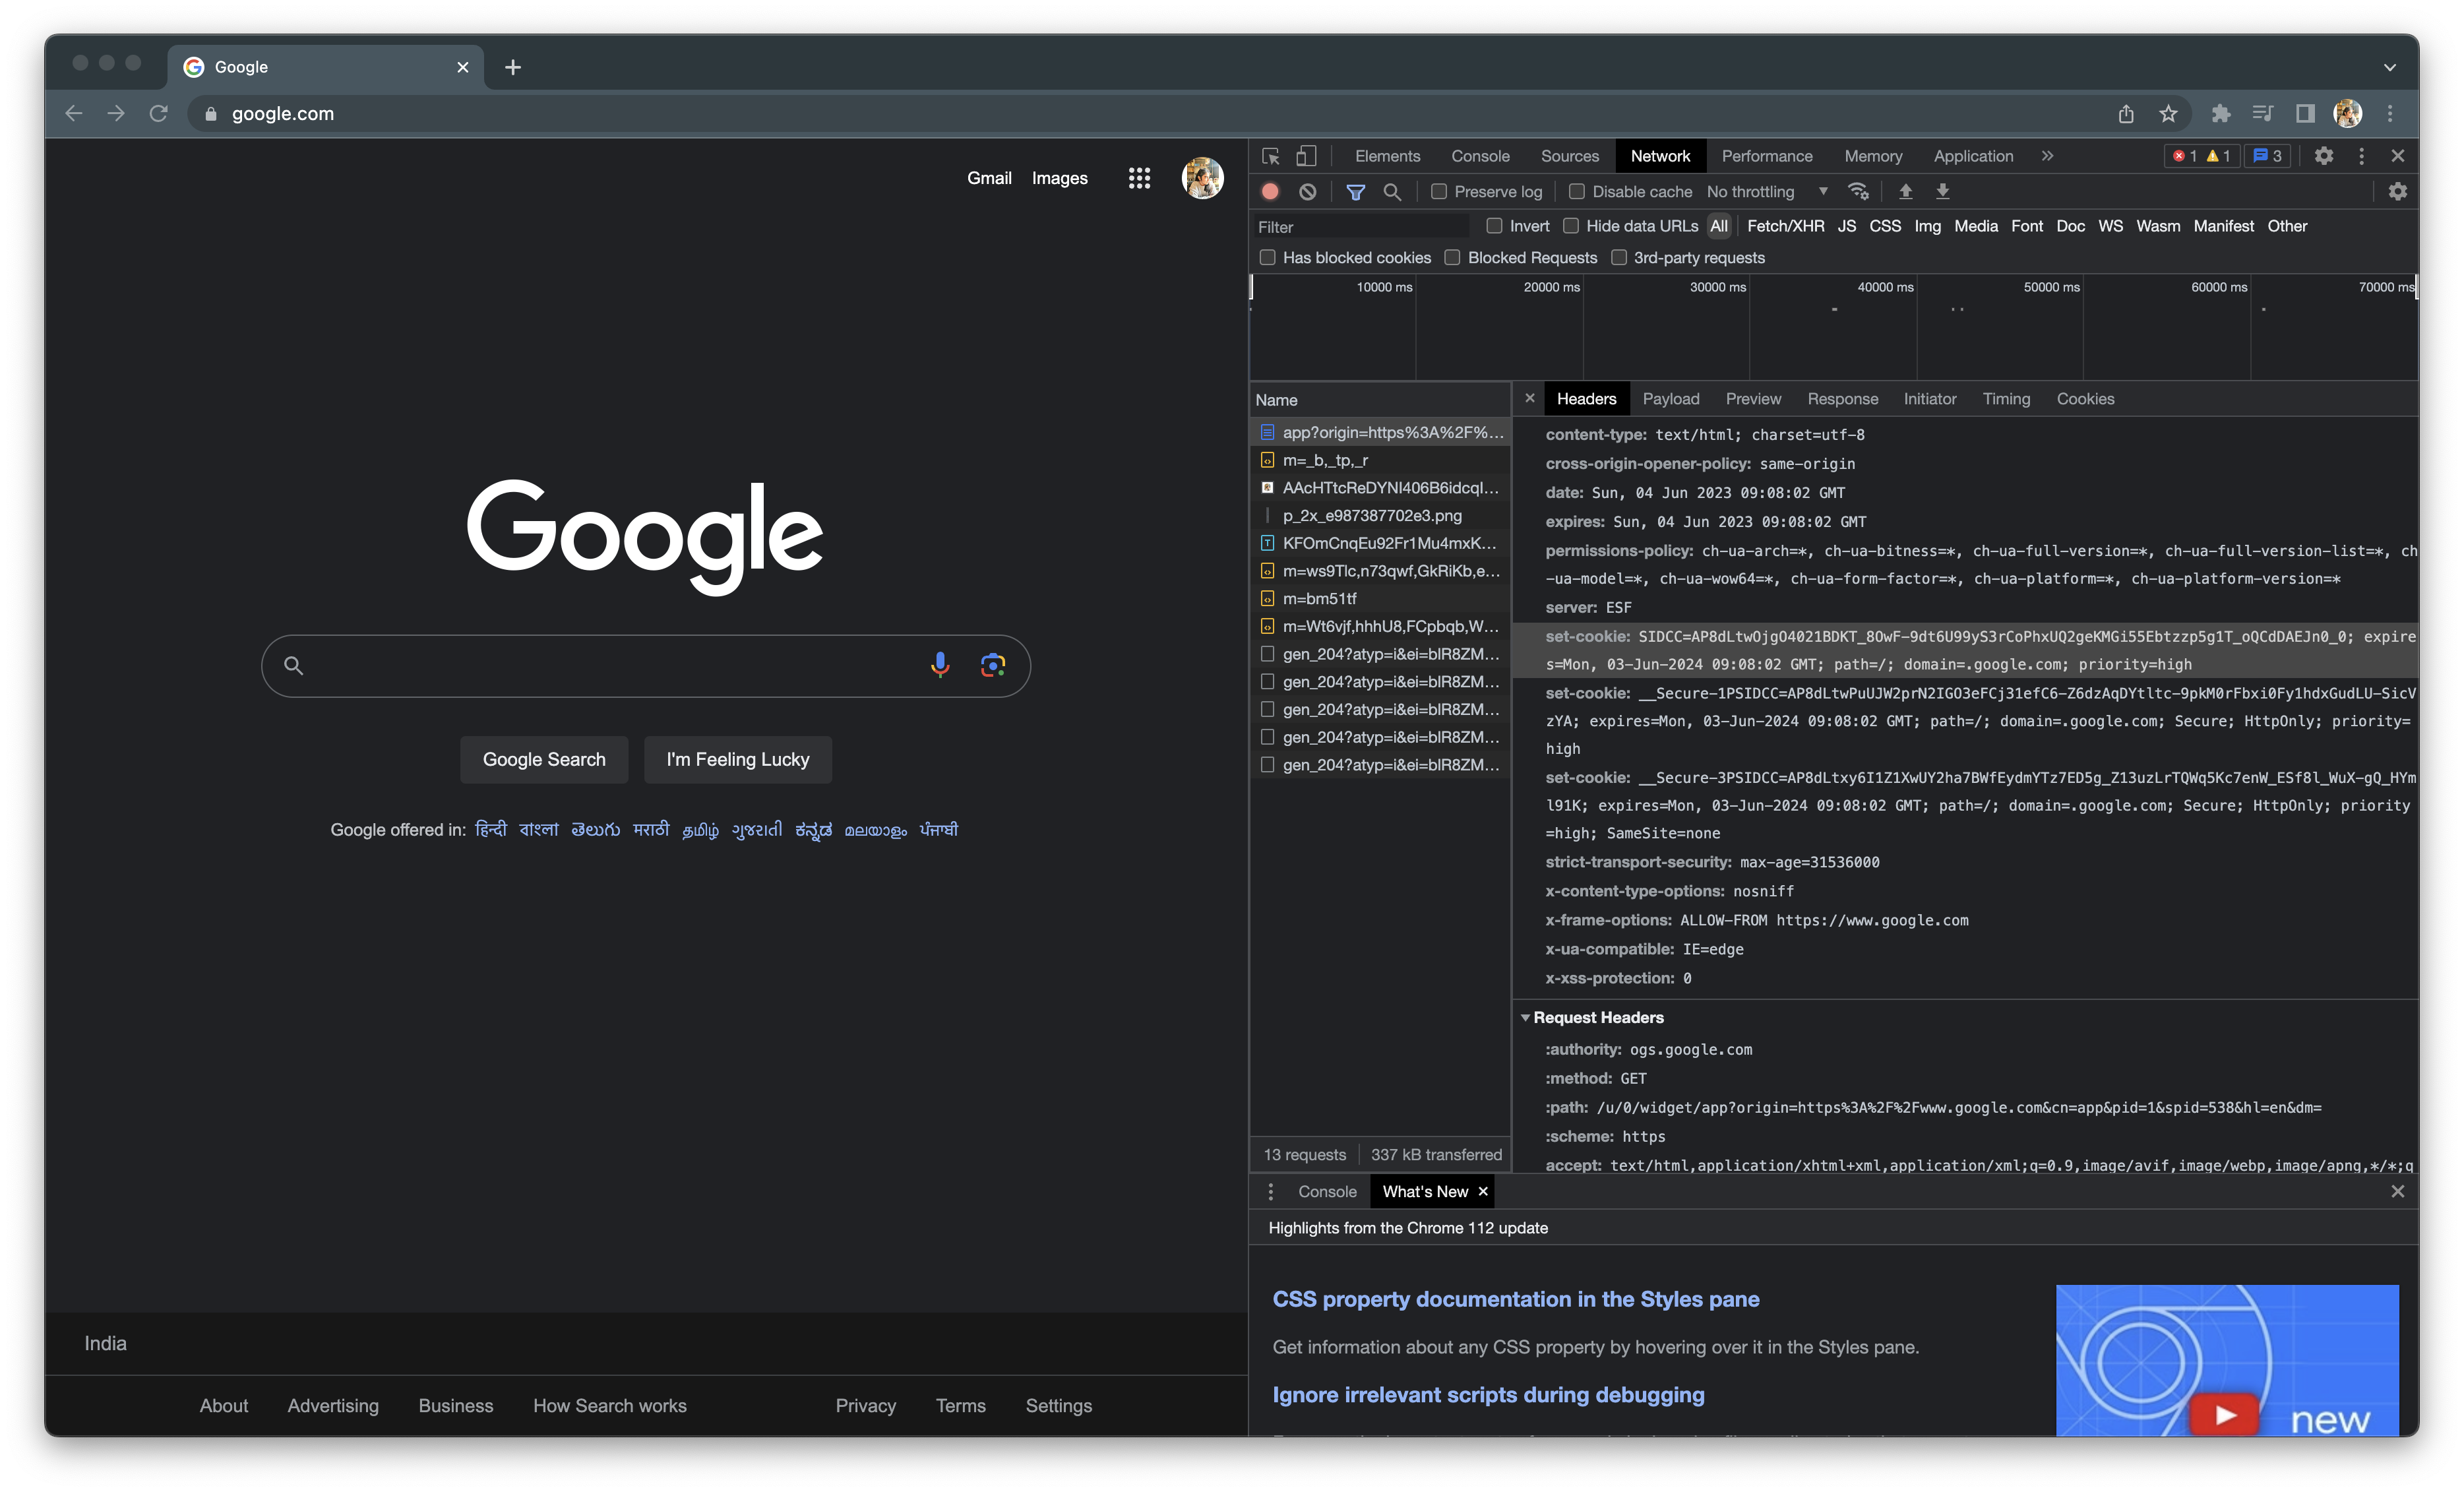 Google
google.com
Gmail Images
Google
Google Search I'm Feeling Lucky
Google offered in: हिन्दी বাংলা తెలుగు मराठी தமிழ் ગુજરાતી ಕನ್ನಡ മലയാളം ਪੰਜਾਬੀ
India
About Advertising Business How Search works Privacy Terms Settings
Elements Console Sources Network Performance Memory Application » 1 1 3
Preserve log Disable cache No throttling
Filter Invert Hide data URLs All Fetch/XHR JS CSS Img Media Font Doc WS Wasm Manifest Other
Has blocked cookies Blocked Requests 3rd-party requests
10000 ms 20000 ms 30000 ms 40000 ms 50000 ms 60000 ms 70000 ms
Name
app?origin=https%3A%2F%...
m=_b,_tp,_r
AAcHTtcReDYNI406B6idcqI...
p_2x_e987387702e3.png
KFOmCnqEu92Fr1Mu4mxK...
m=ws9Tlc,n73qwf,GkRiKb,e...
m=bm51tf
m=Wt6vjf,hhhU8,FCpbqb,W...
gen_204?atyp=i&ei=blR8ZM...
gen_204?atyp=i&ei=blR8ZM...
gen_204?atyp=i&ei=blR8ZM...
gen_204?atyp=i&ei=blR8ZM...
gen_204?atyp=i&ei=blR8ZM...
13 requests 337 kB transferred
Headers Payload Preview Response Initiator Timing Cookies
content-type: text/html; charset=utf-8
cross-origin-opener-policy: same-origin
date: Sun, 04 Jun 2023 09:08:02 GMT
expires: Sun, 04 Jun 2023 09:08:02 GMT
permissions-policy: ch-ua-arch=*, ch-ua-bitness=*, ch-ua-full-version=*, ch-ua-full-version-list=*, ch
-ua-model=*, ch-ua-wow64=*, ch-ua-form-factor=*, ch-ua-platform=*, ch-ua-platform-version=*
server: ESF
set-cookie: SIDCC=AP8dLtwOjgO4021BDKT_8OwF-9dt6U99yS3rCoPhxUQ2geKMGi55Ebtzzp5g1T_oQCdDAEJn0_0; expire
s=Mon, 03-Jun-2024 09:08:02 GMT; path=/; domain=.google.com; priority=high
set-cookie: __Secure-1PSIDCC=AP8dLtwPuUJW2prN2IGO3eFCj31efC6-Z6dzAqDYtltc-9pkM0rFbxi0Fy1hdxGudLU-SicV
zYA; expires=Mon, 03-Jun-2024 09:08:02 GMT; path=/; domain=.google.com; Secure; HttpOnly; priority=
high
set-cookie: __Secure-3PSIDCC=AP8dLtxy6I1Z1XwUY2ha7BWfEydmYTz7ED5g_Z13uzLrTQWq5Kc7enW_ESf8l_WuX-gQ_HYm
l91K; expires=Mon, 03-Jun-2024 09:08:02 GMT; path=/; domain=.google.com; Secure; HttpOnly; priority
=high; SameSite=none
strict-transport-security: max-age=31536000
x-content-type-options: nosniff
x-frame-options: ALLOW-FROM https://www.google.com
x-ua-compatible: IE=edge
x-xss-protection: 0
Request Headers
:authority: ogs.google.com
:method: GET
:path: /u/0/widget/app?origin=https%3A%2F%2Fwww.google.com&cn=app&pid=1&spid=538&hl=en&dm=
:scheme: https
accept: text/html,application/xhtml+xml,application/xml;q=0.9,image/avif,image/webp,image/apng,*/*;q
Console What's New
Highlights from the Chrome 112 update
CSS property documentation in the Styles pane
Get information about any CSS property by hovering over it in the Styles pane.
Ignore irrelevant scripts during debugging
new